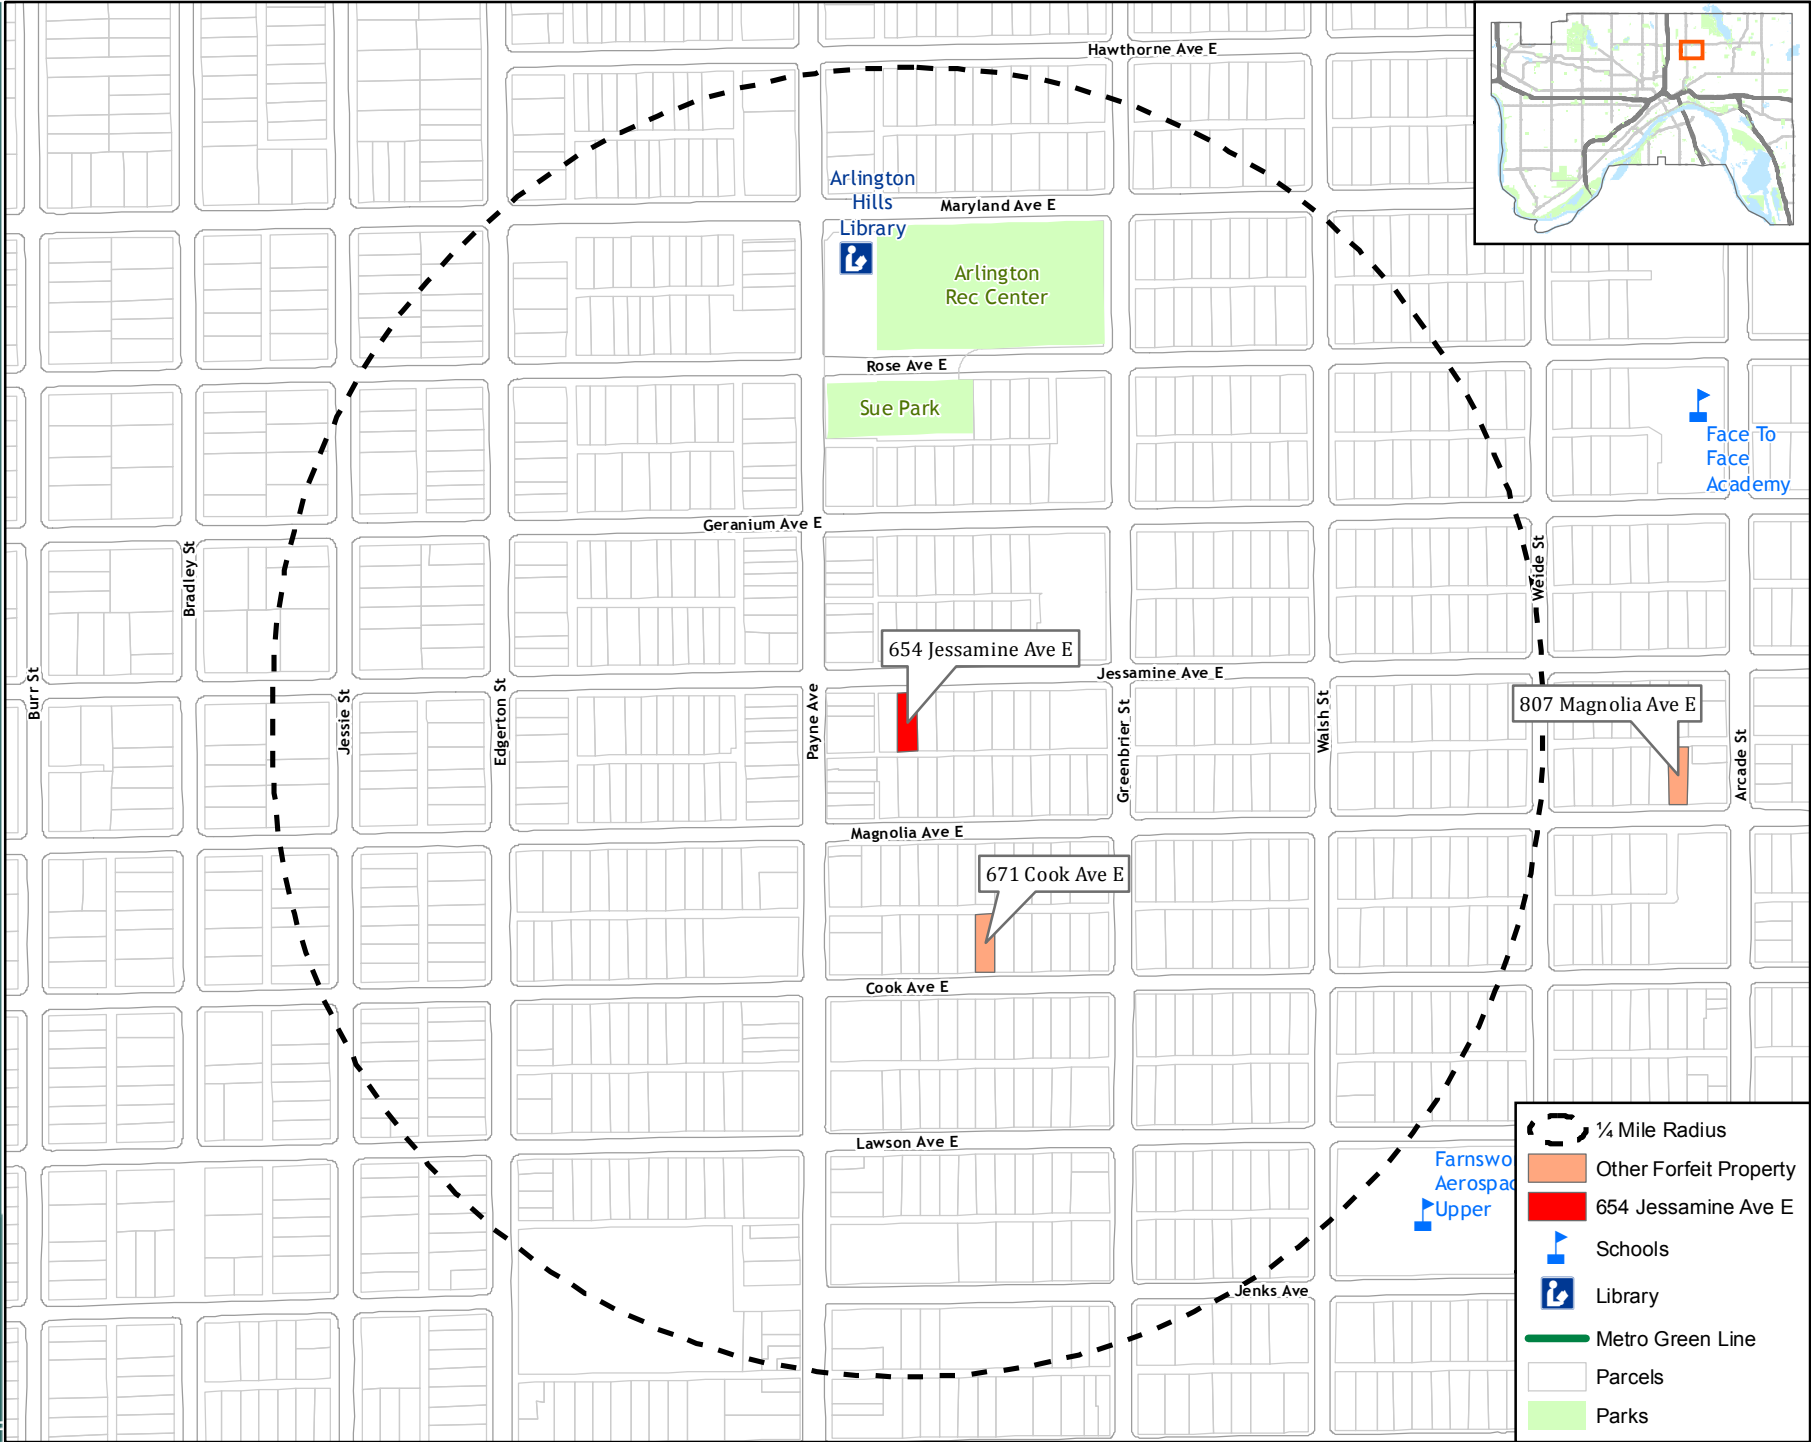 Hawthorne Ave E
Arlington
Hills
Library
Maryland Ave E
Arlington
Rec Center
Rose Ave E
Sue Park
Face To
Face
Academy
Geranium Ave E
Bradley St
Weide St
654 Jessamine Ave E
Jessamine Ave E
Burr St
Jessie St
Edgerton St
Payne Ave
Greenbrier St
Walsh St
807 Magnolia Ave E
Arcade St
Magnolia Ave E
671 Cook Ave E
Cook Ave E
Lawson Ave E
Farnswo
Aerospac
Upper
Jenks Ave
¼ Mile Radius
Other Forfeit Property
654 Jessamine Ave E
Schools
Library
Metro Green Line
Parcels
Parks